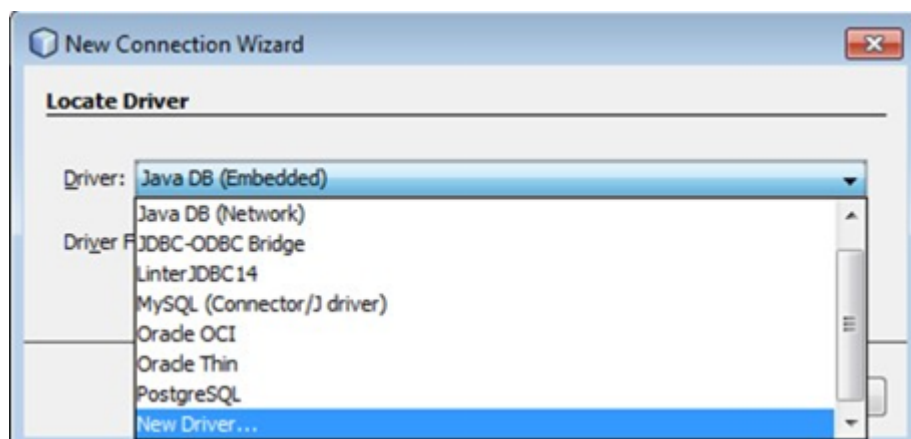 New Connection Wizard
Locate Driver
Driver: Java DB (Embedded)
Java DB (Network)
Driver F JDBC-ODBC Bridge
LinterJDBC14
MySQL (Connector/J driver)
Oracle OCI
Oracle Thin
PostgreSQL
New Driver...